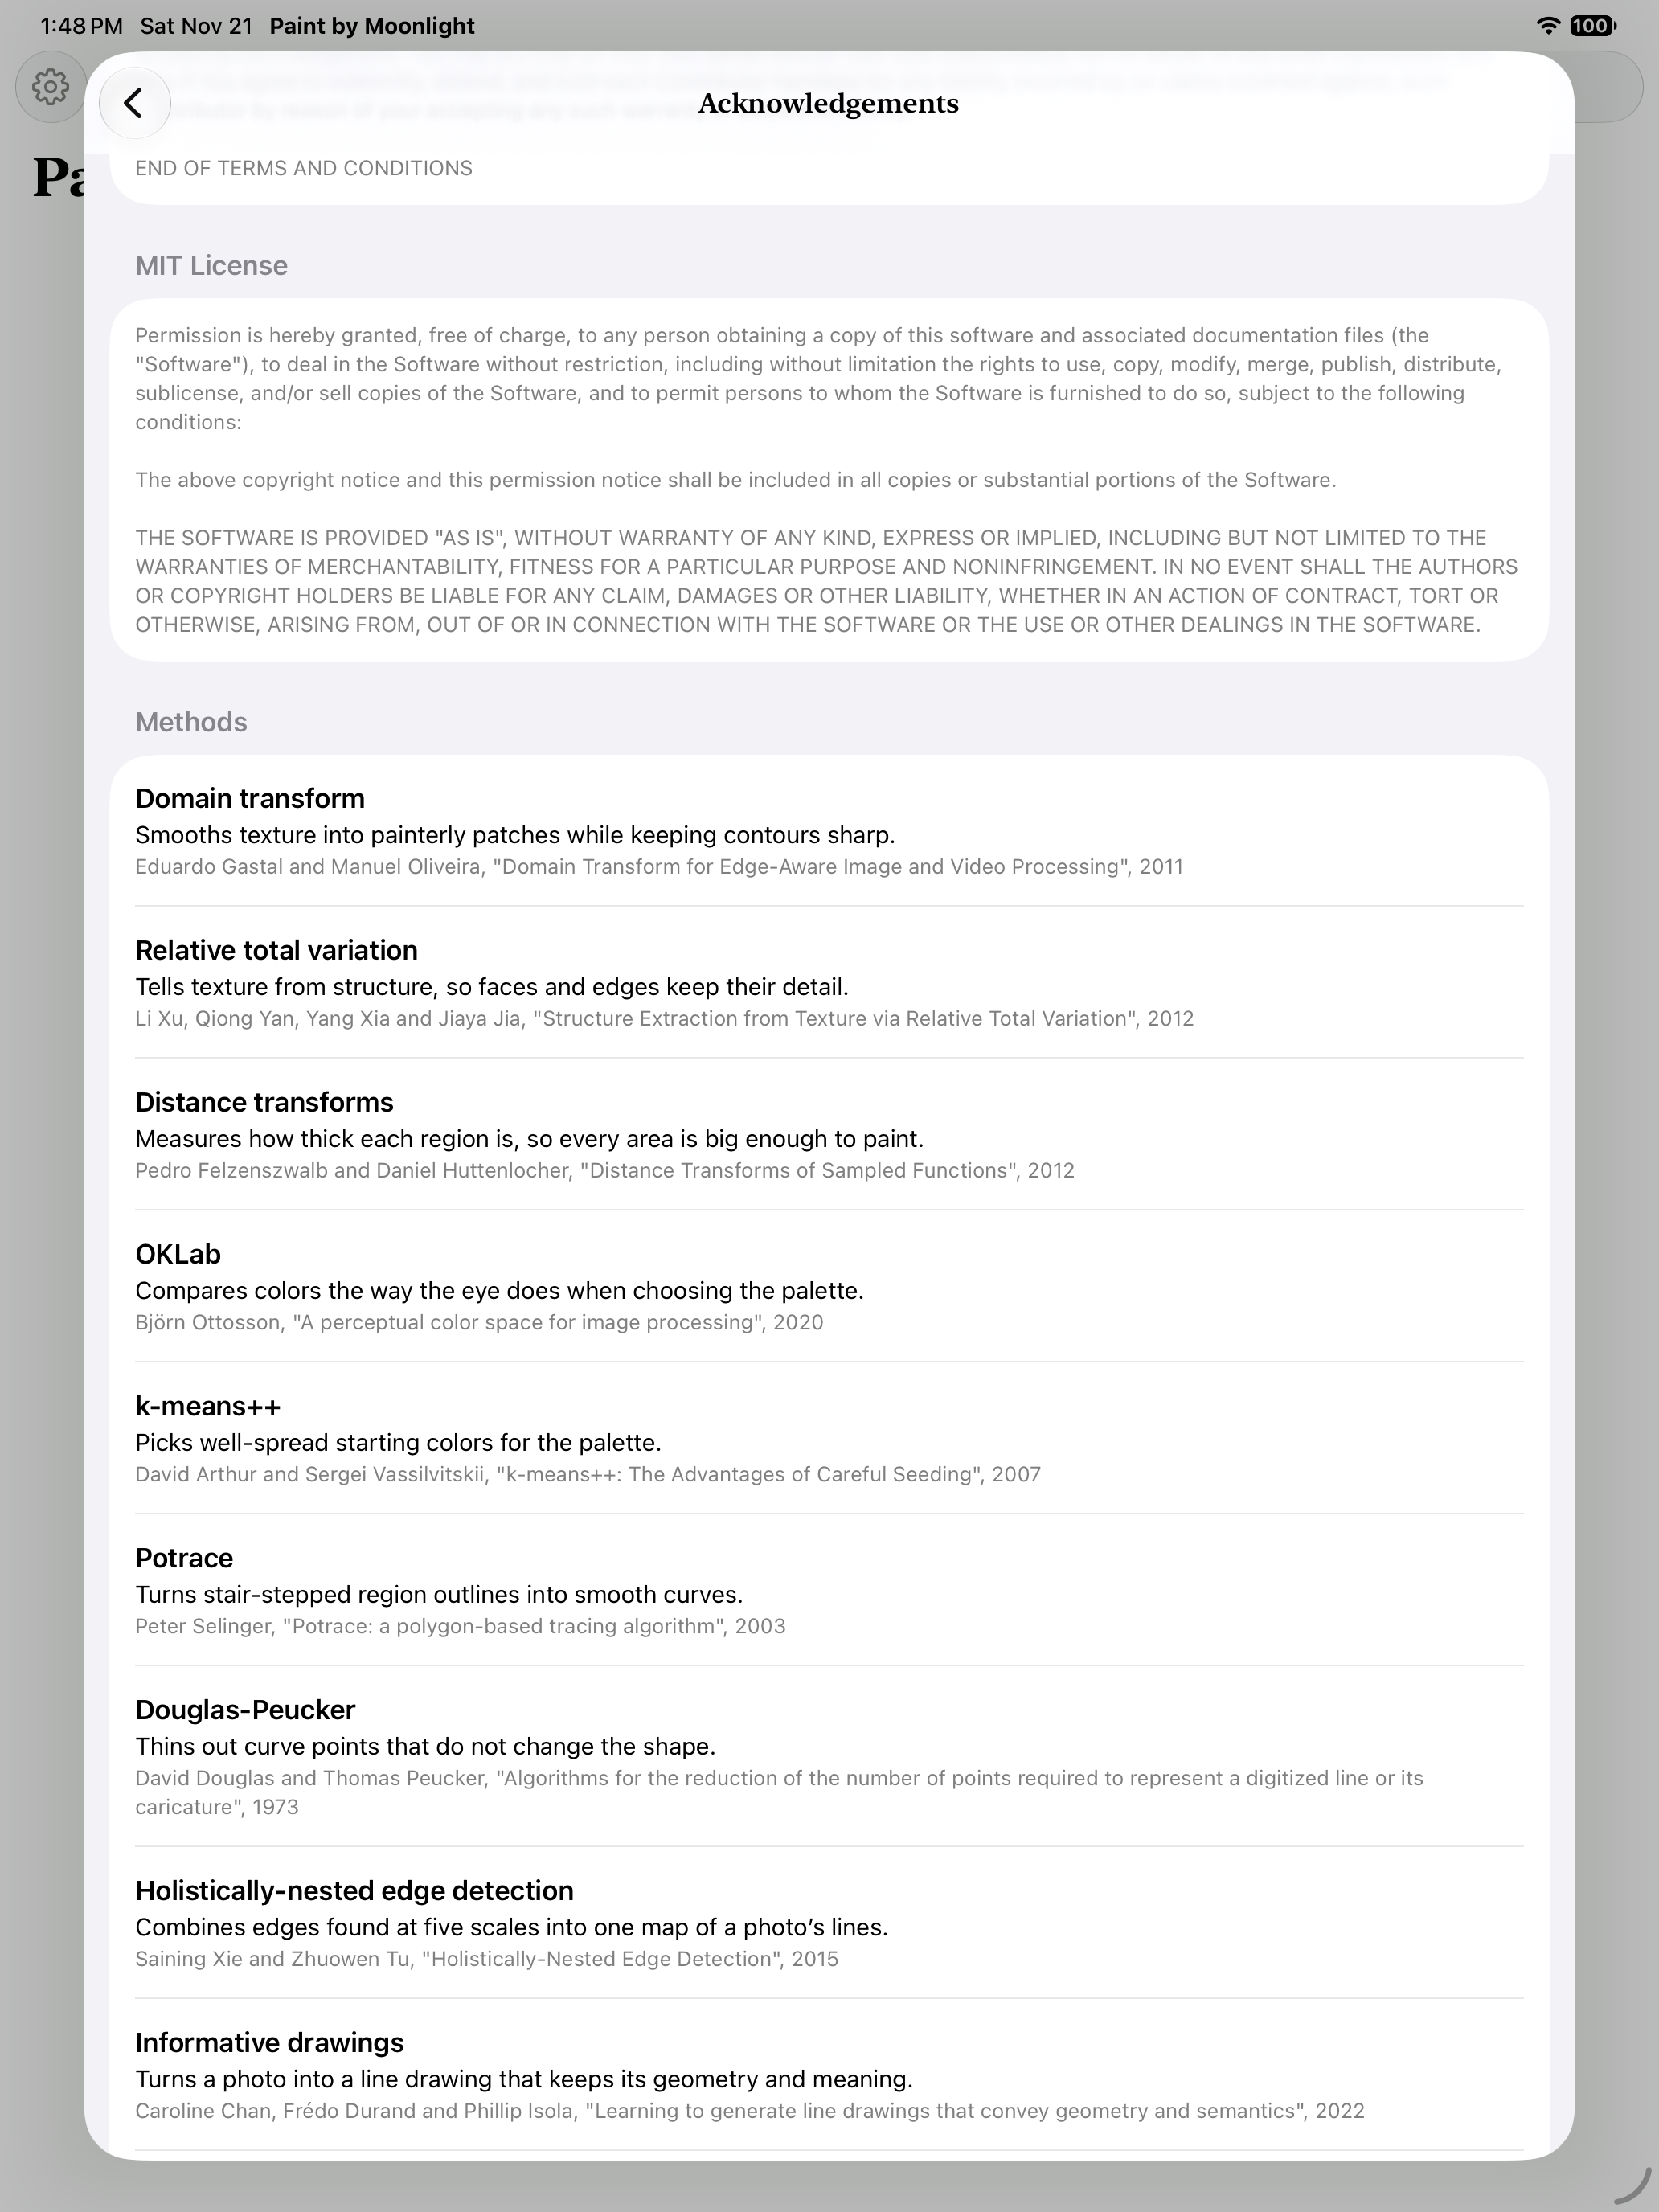 1:48 PM Sat Nov 21 Paint by Moonlight
100
Acknowledgements
Pa
END OF TERMS AND CONDITIONS
MIT License
Permission is hereby granted, free of charge, to any person obtaining a copy of this software and associated documentation files (the
"Software"), to deal in the Software without restriction, including without limitation the rights to use, copy, modify, merge, publish, distribute,
sublicense, and/or sell copies of the Software, and to permit persons to whom the Software is furnished to do so, subject to the following
conditions:
The above copyright notice and this permission notice shall be included in all copies or substantial portions of the Software.
THE SOFTWARE IS PROVIDED "AS IS", WITHOUT WARRANTY OF ANY KIND, EXPRESS OR IMPLIED, INCLUDING BUT NOT LIMITED TO THE
WARRANTIES OF MERCHANTABILITY, FITNESS FOR A PARTICULAR PURPOSE AND NONINFRINGEMENT. IN NO EVENT SHALL THE AUTHORS
OR COPYRIGHT HOLDERS BE LIABLE FOR ANY CLAIM, DAMAGES OR OTHER LIABILITY, WHETHER IN AN ACTION OF CONTRACT, TORT OR
OTHERWISE, ARISING FROM, OUT OF OR IN CONNECTION WITH THE SOFTWARE OR THE USE OR OTHER DEALINGS IN THE SOFTWARE.
Methods
Domain transform
Smooths texture into painterly patches while keeping contours sharp.
Eduardo Gastal and Manuel Oliveira, "Domain Transform for Edge-Aware Image and Video Processing", 2011
Relative total variation
Tells texture from structure, so faces and edges keep their detail.
Li Xu, Qiong Yan, Yang Xia and Jiaya Jia, "Structure Extraction from Texture via Relative Total Variation", 2012
Distance transforms
Measures how thick each region is, so every area is big enough to paint.
Pedro Felzenszwalb and Daniel Huttenlocher, "Distance Transforms of Sampled Functions", 2012
OKLab
Compares colors the way the eye does when choosing the palette.
Björn Ottosson, "A perceptual color space for image processing", 2020
k-means++
Picks well-spread starting colors for the palette.
David Arthur and Sergei Vassilvitskii, "k-means++: The Advantages of Careful Seeding", 2007
Potrace
Turns stair-stepped region outlines into smooth curves.
Peter Selinger, "Potrace: a polygon-based tracing algorithm", 2003
Douglas-Peucker
Thins out curve points that do not change the shape.
David Douglas and Thomas Peucker, "Algorithms for the reduction of the number of points required to represent a digitized line or its
caricature", 1973
Holistically-nested edge detection
Combines edges found at five scales into one map of a photo’s lines.
Saining Xie and Zhuowen Tu, "Holistically-Nested Edge Detection", 2015
Informative drawings
Turns a photo into a line drawing that keeps its geometry and meaning.
Caroline Chan, Frédo Durand and Phillip Isola, "Learning to generate line drawings that convey geometry and semantics", 2022